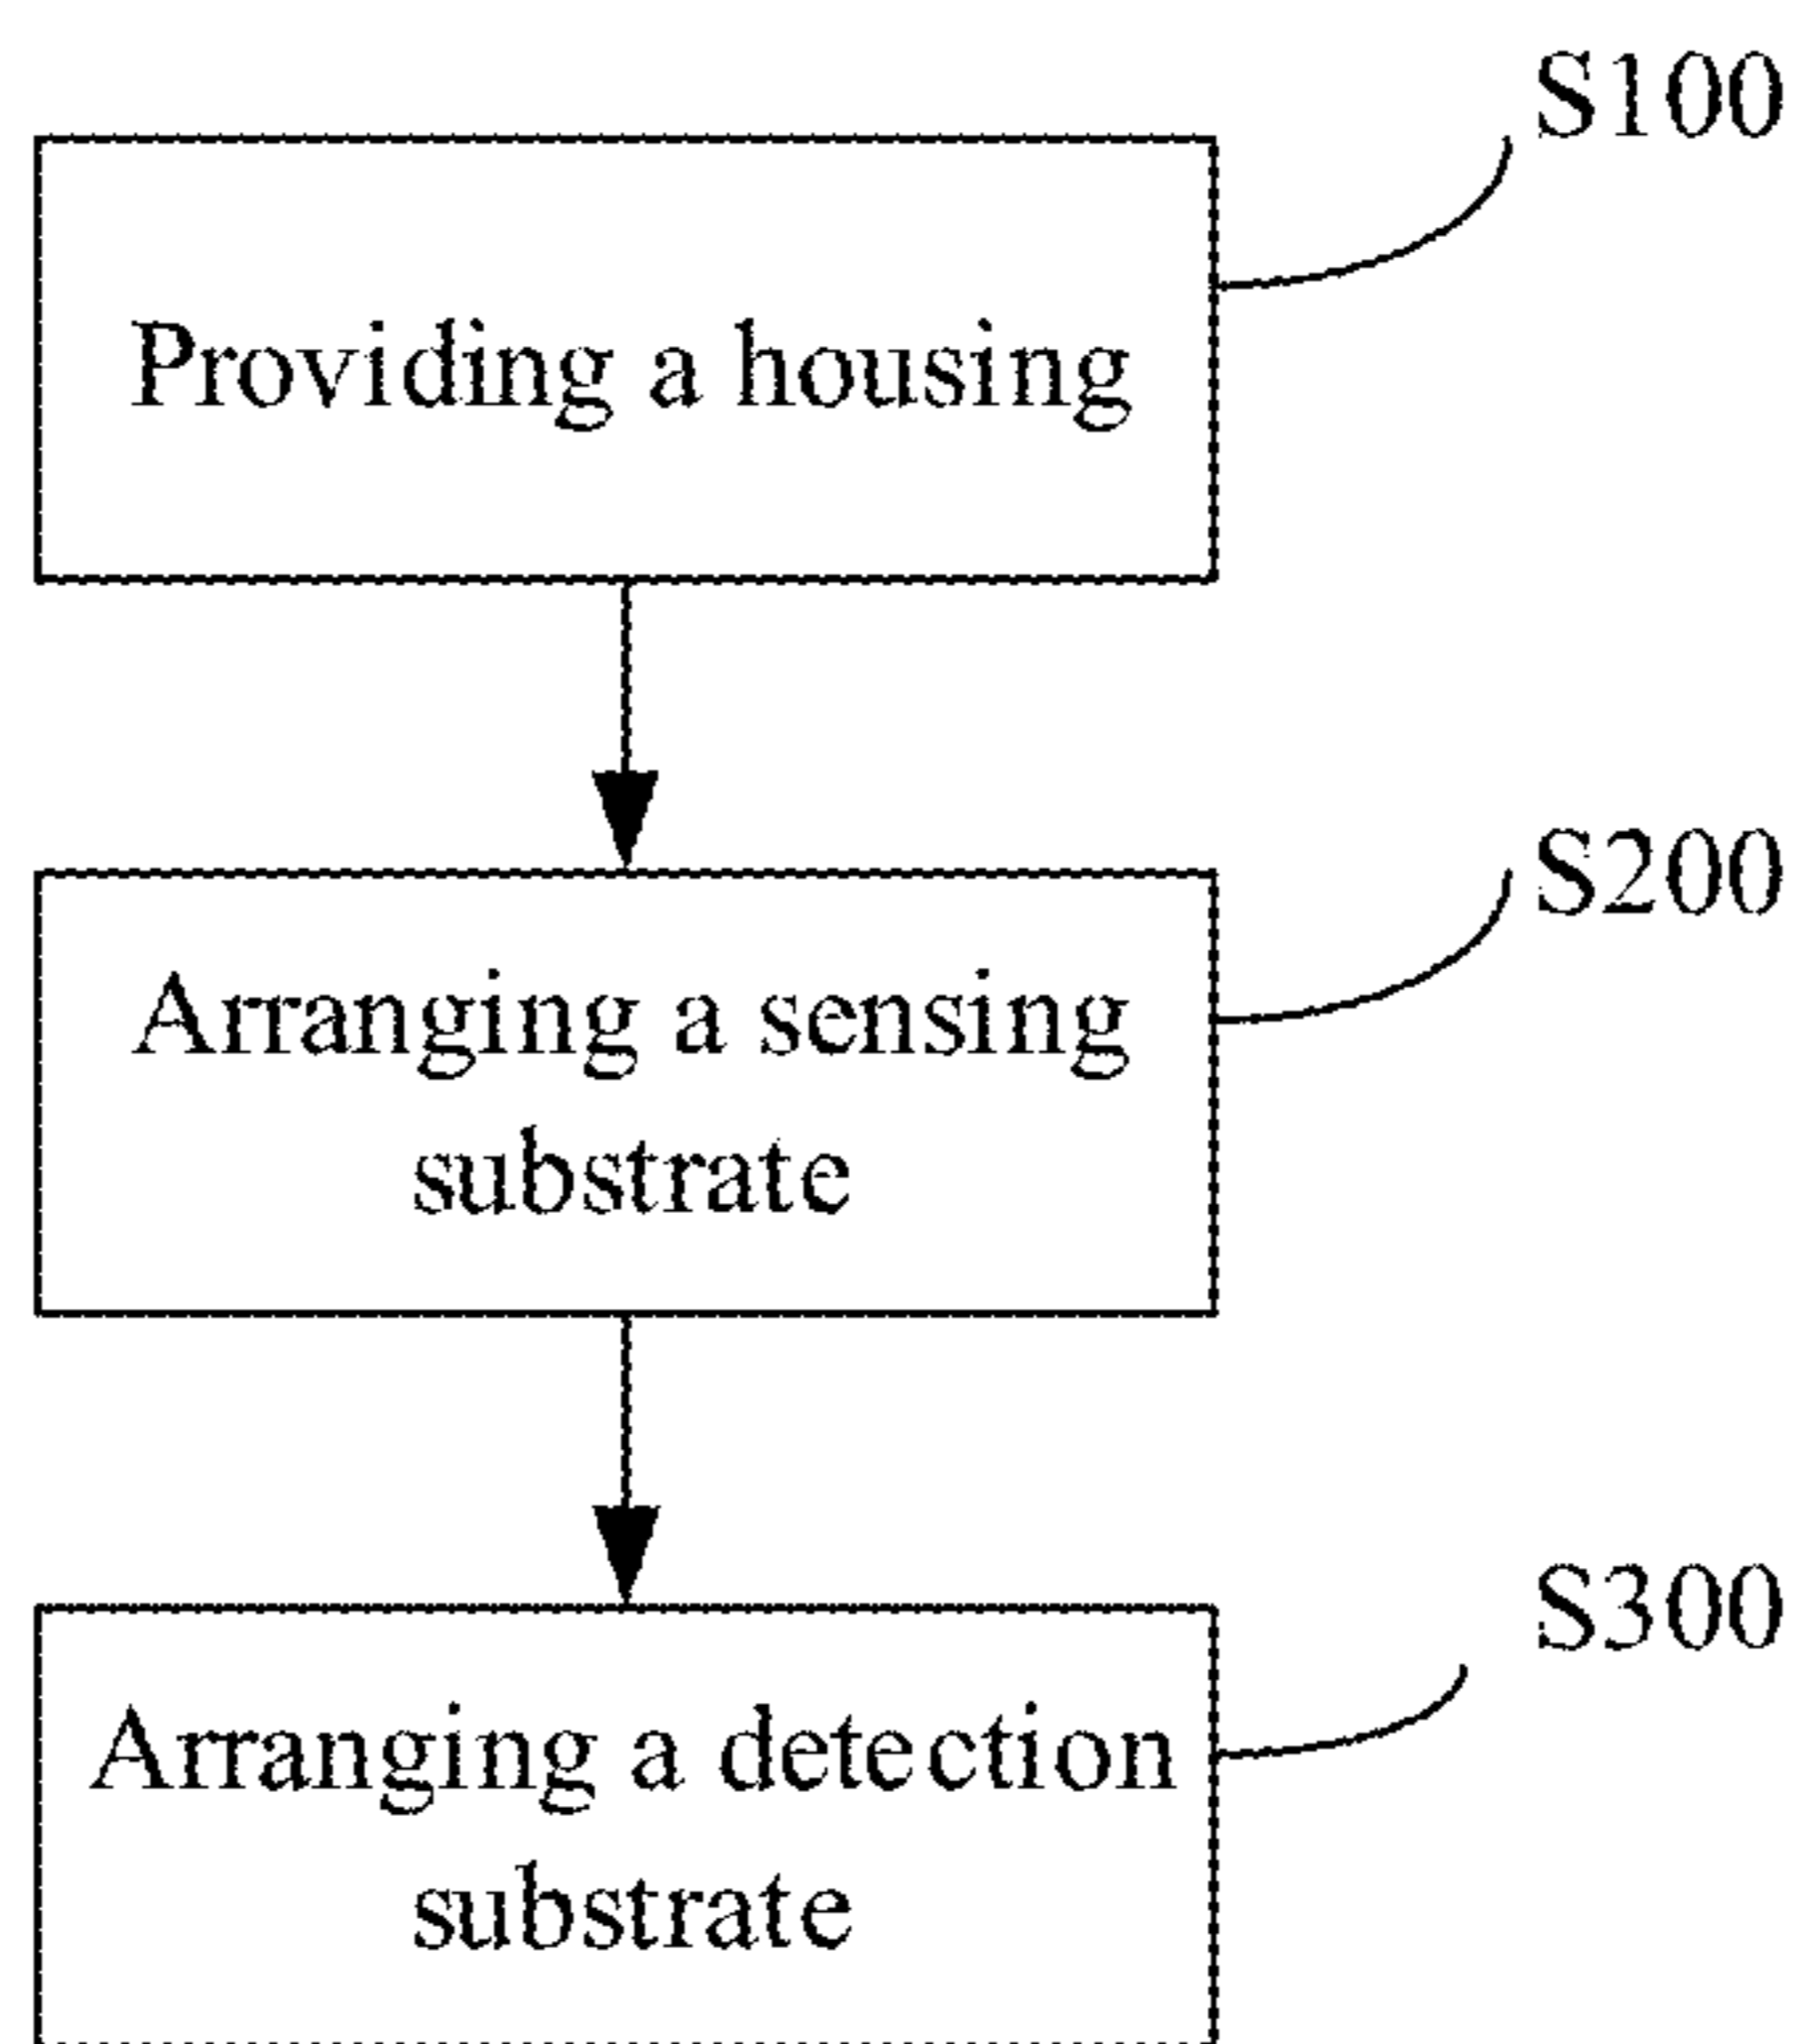 S100
Providing a housing
S200
Arranging a sensing
substrate
S300
Arranging a detection
substrate